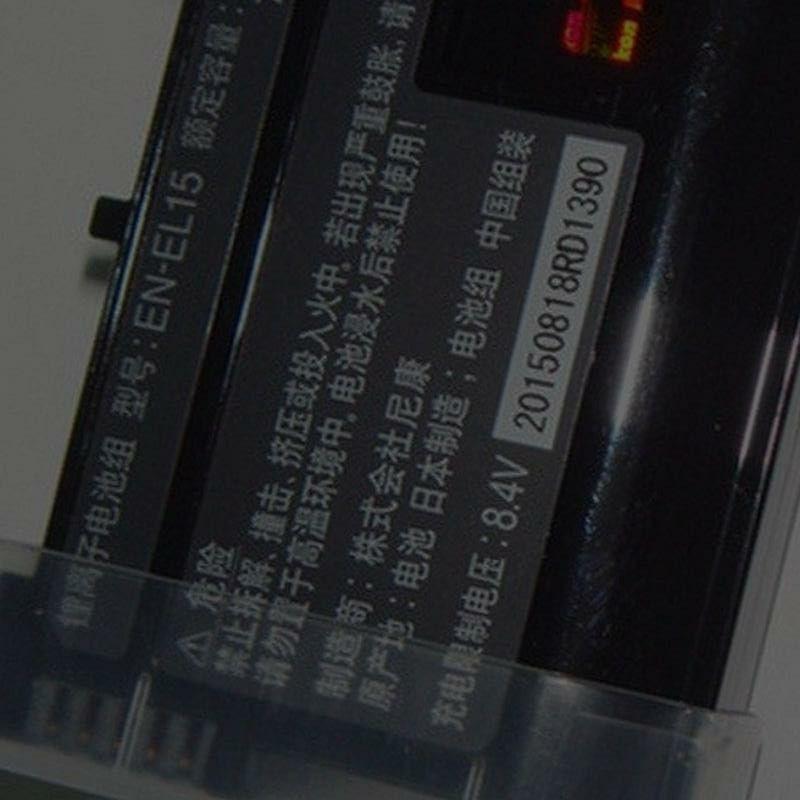 锂离子电池组 型号:EN-EL15 额定容量:
⚠ 危险
禁止拆解、撞击、挤压或投入火中。若出现严重鼓胀,请
请勿置于高温环境中。电池浸水后禁止使用!
制造商:株式会社尼康
原产地:电池 日本制造;电池组 中国组装
充电限制电压:8.4V 20150818RD1390